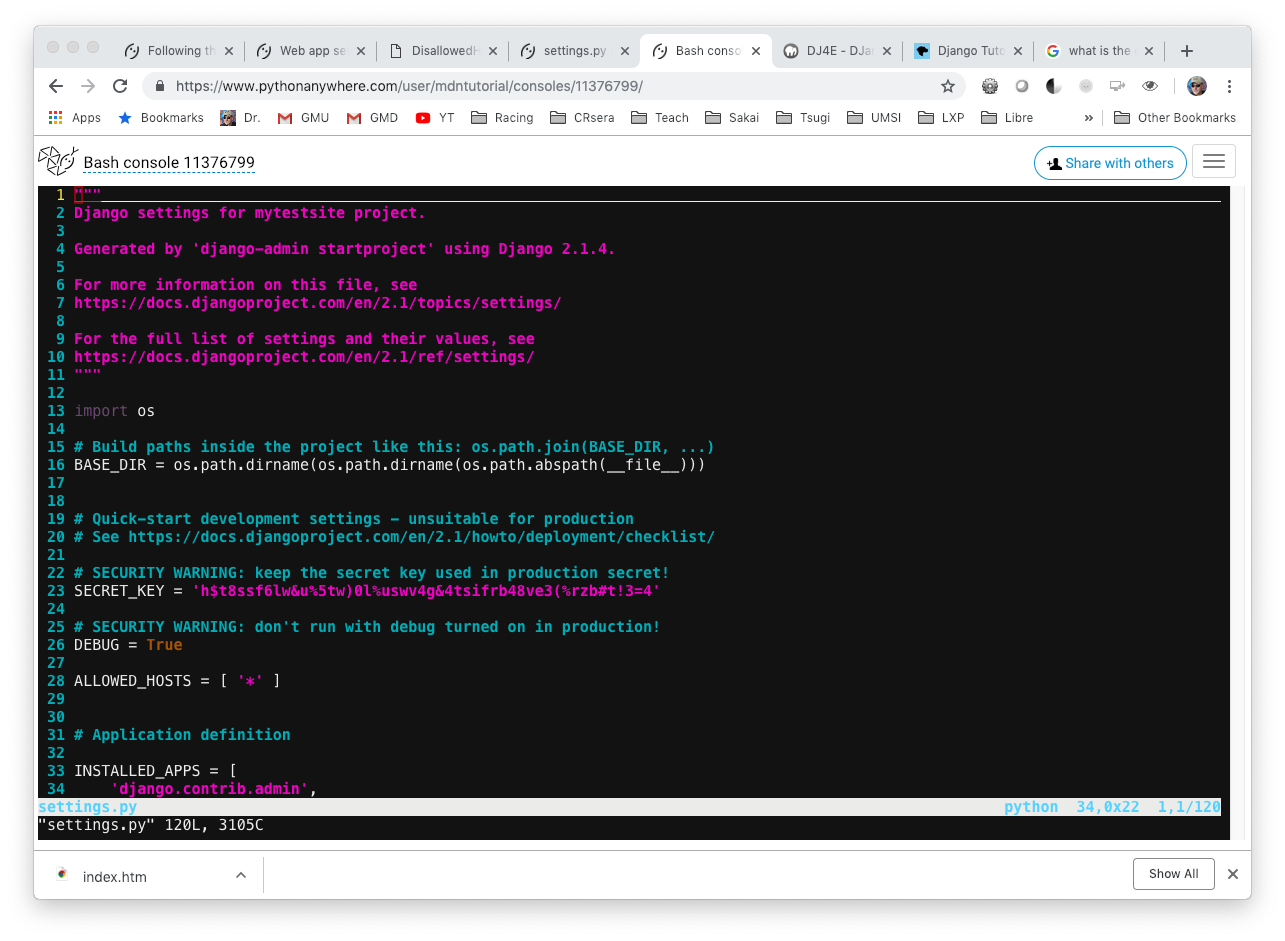 Following th
Web app se
DisallowedH
settings.py
Bash conso
DJ4E - DJa
Django Tuto
what is the
https://www.pythonanywhere.com/user/mdntutorial/consoles/11376799/
Apps Bookmarks Dr. GMU GMD YT Racing CRsera Teach Sakai Tsugi UMSI LXP Libre » Other Bookmarks
Bash console 11376799
Share with others
1 """
2 Django settings for mytestsite project.
3
4 Generated by 'django-admin startproject' using Django 2.1.4.
5
6 For more information on this file, see
7 https://docs.djangoproject.com/en/2.1/topics/settings/
8
9 For the full list of settings and their values, see
10 https://docs.djangoproject.com/en/2.1/ref/settings/
11 """
12
13 import os
14
15 # Build paths inside the project like this: os.path.join(BASE_DIR, ...)
16 BASE_DIR = os.path.dirname(os.path.dirname(os.path.abspath(__file__)))
17
18
19 # Quick-start development settings - unsuitable for production
20 # See https://docs.djangoproject.com/en/2.1/howto/deployment/checklist/
21
22 # SECURITY WARNING: keep the secret key used in production secret!
23 SECRET_KEY = 'h$t8ssf6lw&u%5tw)0l%uswv4g&4tsifrb48ve3(%rzb#t!3=4'
24
25 # SECURITY WARNING: don't run with debug turned on in production!
26 DEBUG = True
27
28 ALLOWED_HOSTS = [ '*' ]
29
30
31 # Application definition
32
33 INSTALLED_APPS = [
34     'django.contrib.admin',
settings.py python 34,0x22 1,1/120
"settings.py" 120L, 3105C
index.htm
Show All